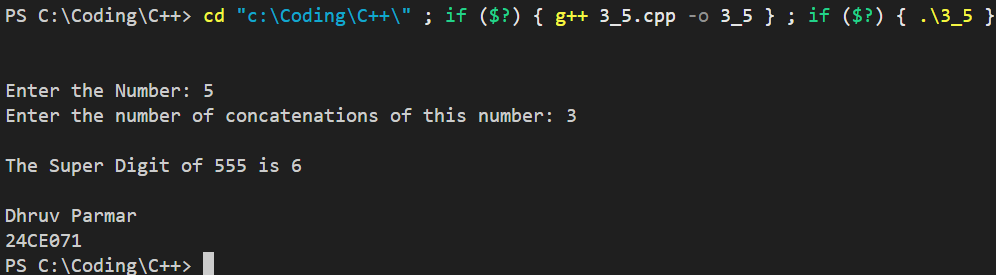 PS C:\Coding\C++> cd "c:\Coding\C++\" ; if ($?) { g++ 3_5.cpp -o 3_5 } ; if ($?) { .\3_5 }
Enter the Number: 5
Enter the number of concatenations of this number: 3
The Super Digit of 555 is 6
Dhruv Parmar
24CE071
PS C:\Coding\C++>